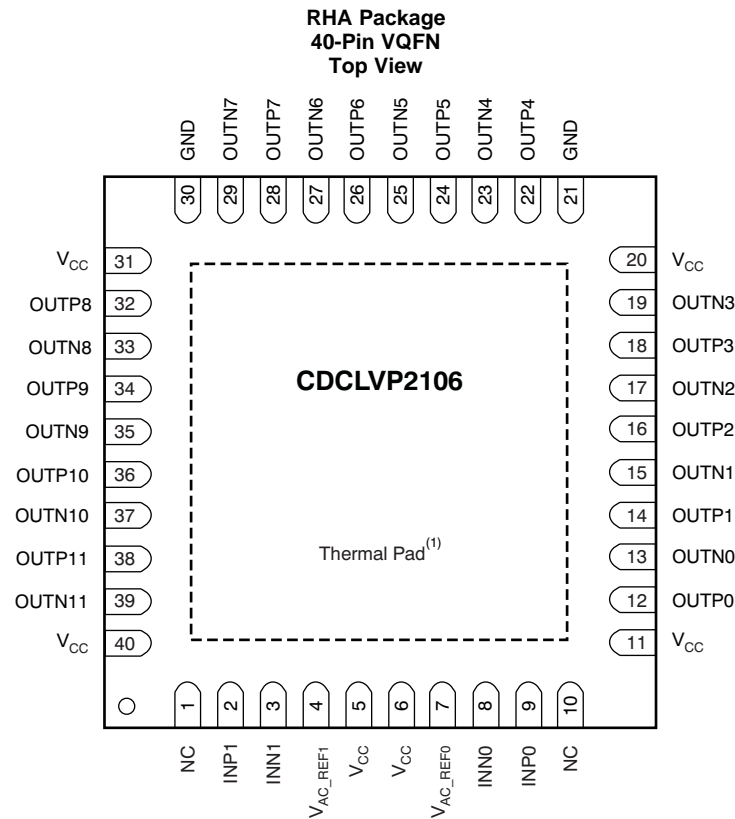 RHA Package
40-Pin VQFN
Top View
GND OUTN7 OUTP7 OUTN6 OUTP6 OUTN5 OUTP5 OUTN4 OUTP4 GND
30 29 28 27 26 25 24 23 22 21
VCC 31 20 VCC
OUTP8 32 19 OUTN3
OUTN8 33 18 OUTP3
OUTP9 34 17 OUTN2
OUTN9 35 16 OUTP2
OUTP10 36 15 OUTN1
OUTN10 37 14 OUTP1
OUTP11 38 13 OUTN0
OUTN11 39 12 OUTP0
VCC 40 11 VCC
CDCLVP2106
Thermal Pad(1)
1 2 3 4 5 6 7 8 9 10
NC INP1 INN1 VAC_REF1 VCC VCC VAC_REF0 INN0 INP0 NC